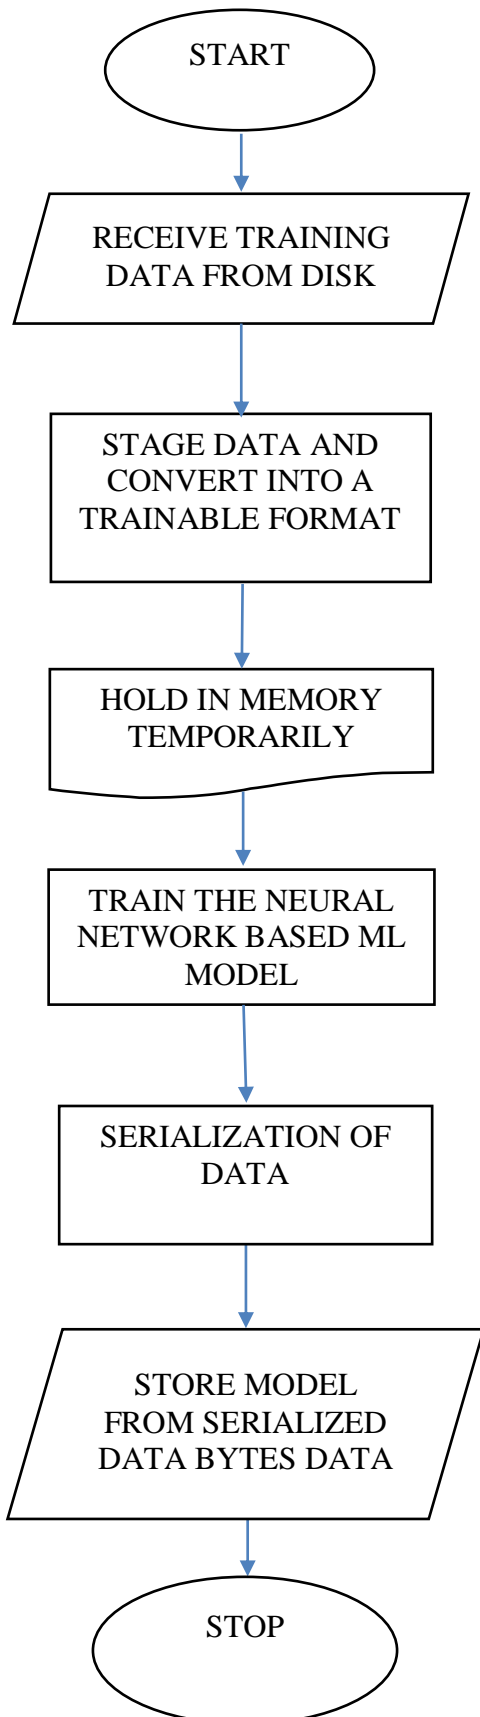 START
RECEIVE TRAINING
DATA FROM DISK
STAGE DATA AND
CONVERT INTO A
TRAINABLE FORMAT
HOLD IN MEMORY
TEMPORARILY
TRAIN THE NEURAL
NETWORK BASED ML
MODEL
SERIALIZATION OF
DATA
STORE MODEL
FROM SERIALIZED
DATA BYTES DATA
STOP